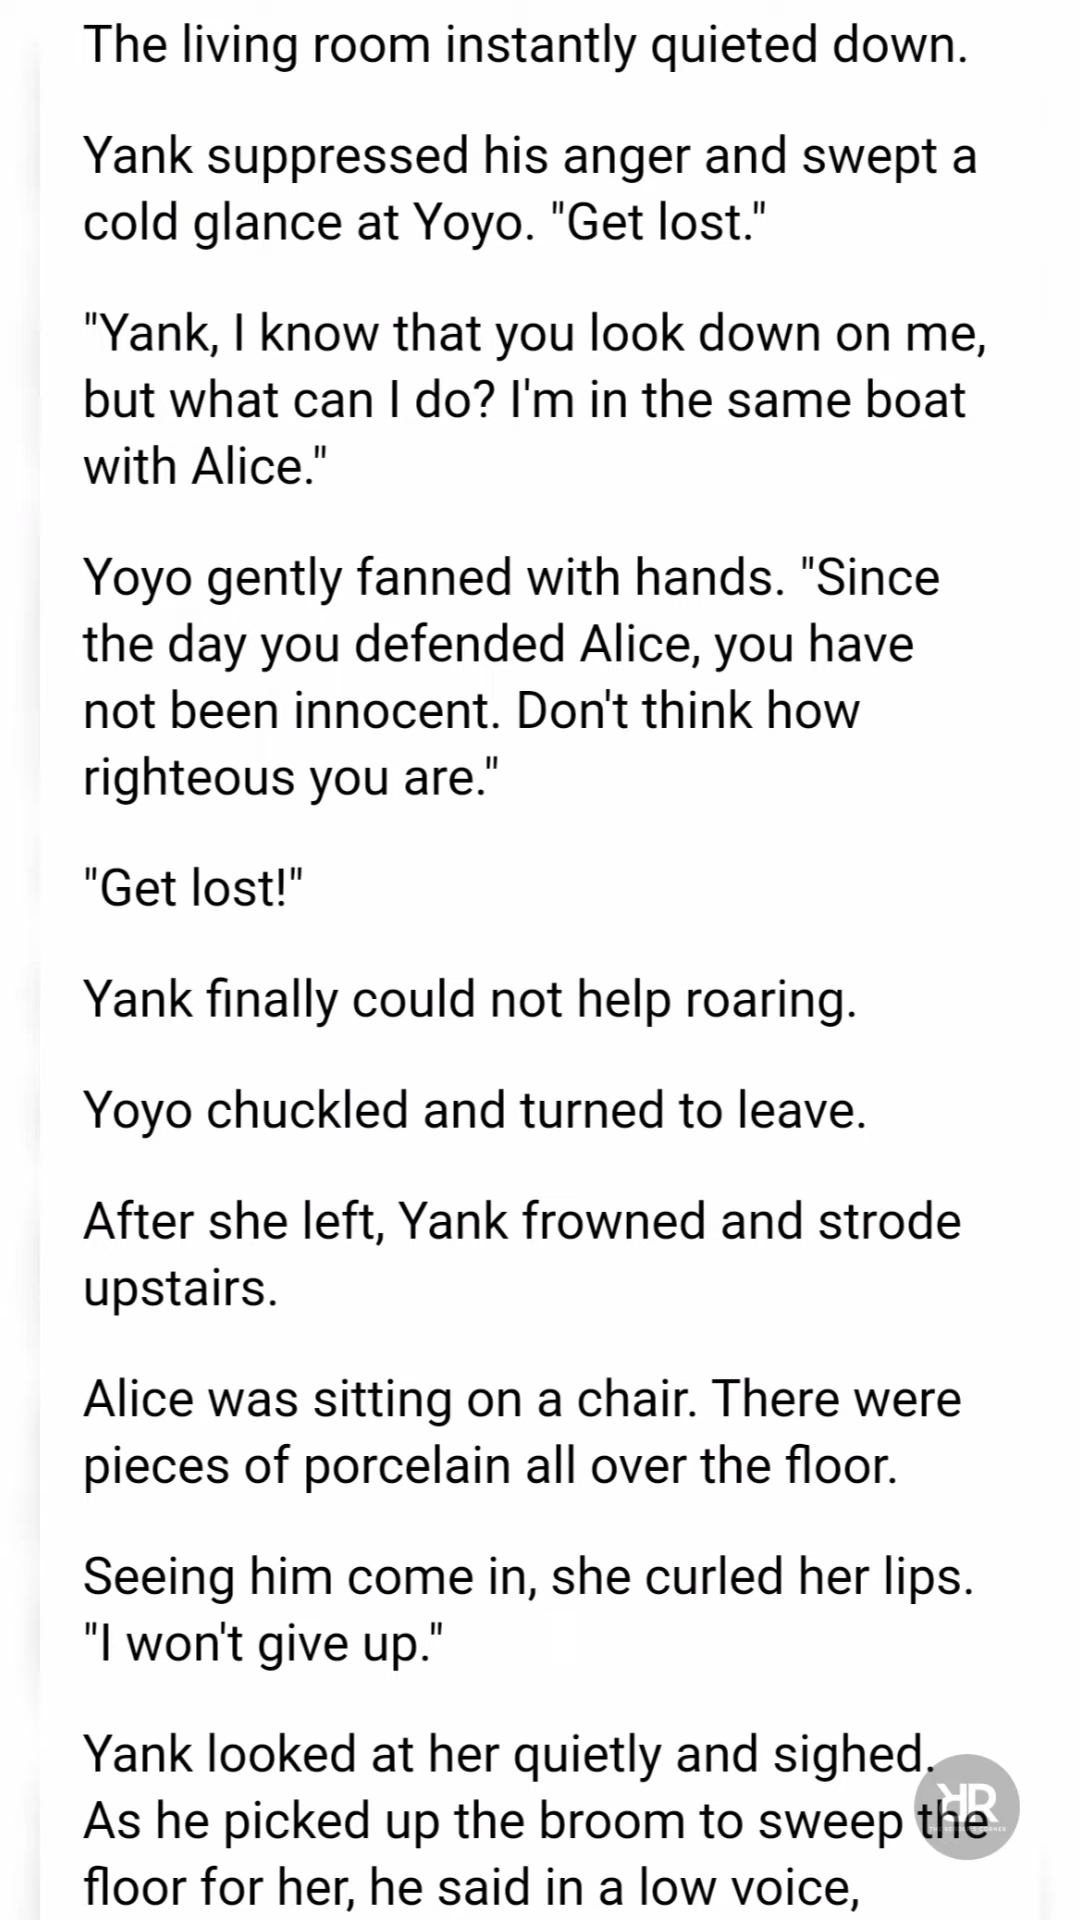 The living room instantly quieted down.
Yank suppressed his anger and swept a
cold glance at Yoyo. "Get lost."
"Yank, I know that you look down on me,
but what can I do? I'm in the same boat
with Alice."
Yoyo gently fanned with hands. "Since
the day you defended Alice, you have
not been innocent. Don't think how
righteous you are."
"Get lost!"
Yank finally could not help roaring.
Yoyo chuckled and turned to leave.
After she left, Yank frowned and strode
upstairs.
Alice was sitting on a chair. There were
pieces of porcelain all over the floor.
Seeing him come in, she curled her lips.
"I won't give up."
Yank looked at her quietly and sighed.
As he picked up the broom to sweep the
floor for her, he said in a low voice,